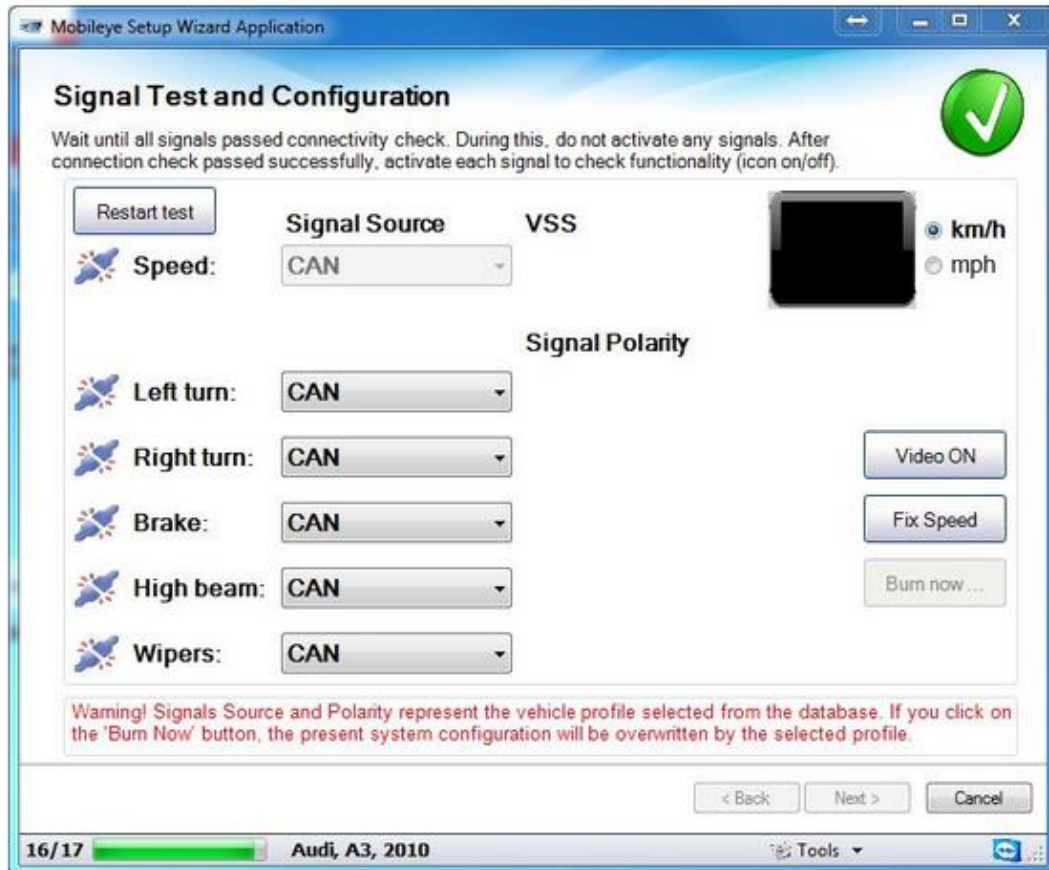 Mobileye Setup Wizard Application
Signal Test and Configuration
Wait until all signals passed connectivity check. During this, do not activate any signals. After
connection check passed successfully, activate each signal to check functionality (icon on/off).
Restart test
Signal Source
VSS
km/h
Speed:
CAN
mph
Signal Polarity
Left turn:
CAN
Right turn:
CAN
Video ON
Brake:
CAN
Fix Speed
High beam:
CAN
Burn now ...
Wipers:
CAN
Warning! Signals Source and Polarity represent the vehicle profile selected from the database. If you click on
the 'Burn Now' button, the present system configuration will be overwritten by the selected profile.
< Back
Next >
Cancel
16/17
Audi, A3, 2010
Tools